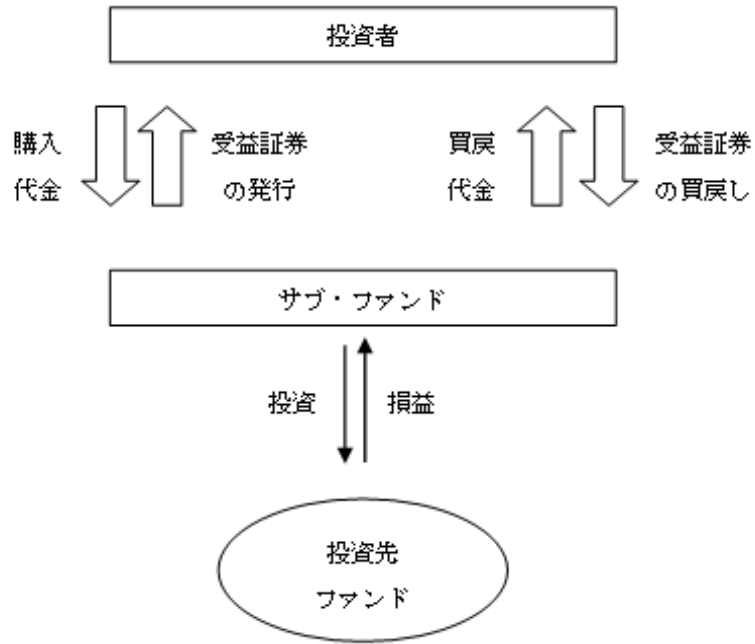 投資者
購入
代金
受益証券
の発行
買戻
代金
受益証券
の買戻し
サブ・ファンド
投資
損益
投資先
ファンド